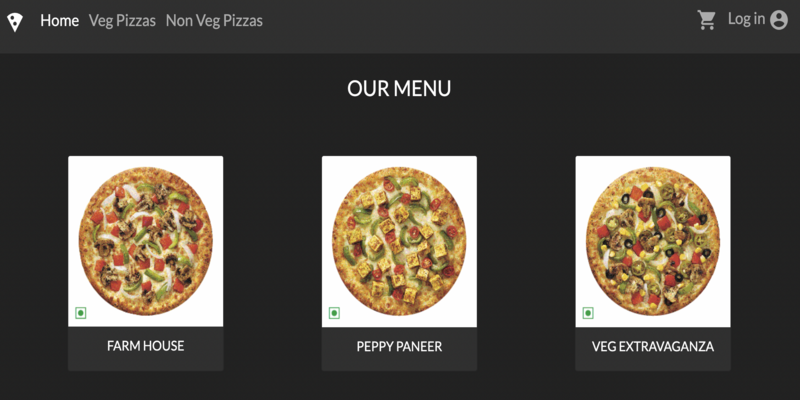 Home Veg Pizzas Non Veg Pizzas Log in
OUR MENU
FARM HOUSE
PEPPY PANEER
VEG EXTRAVAGANZA